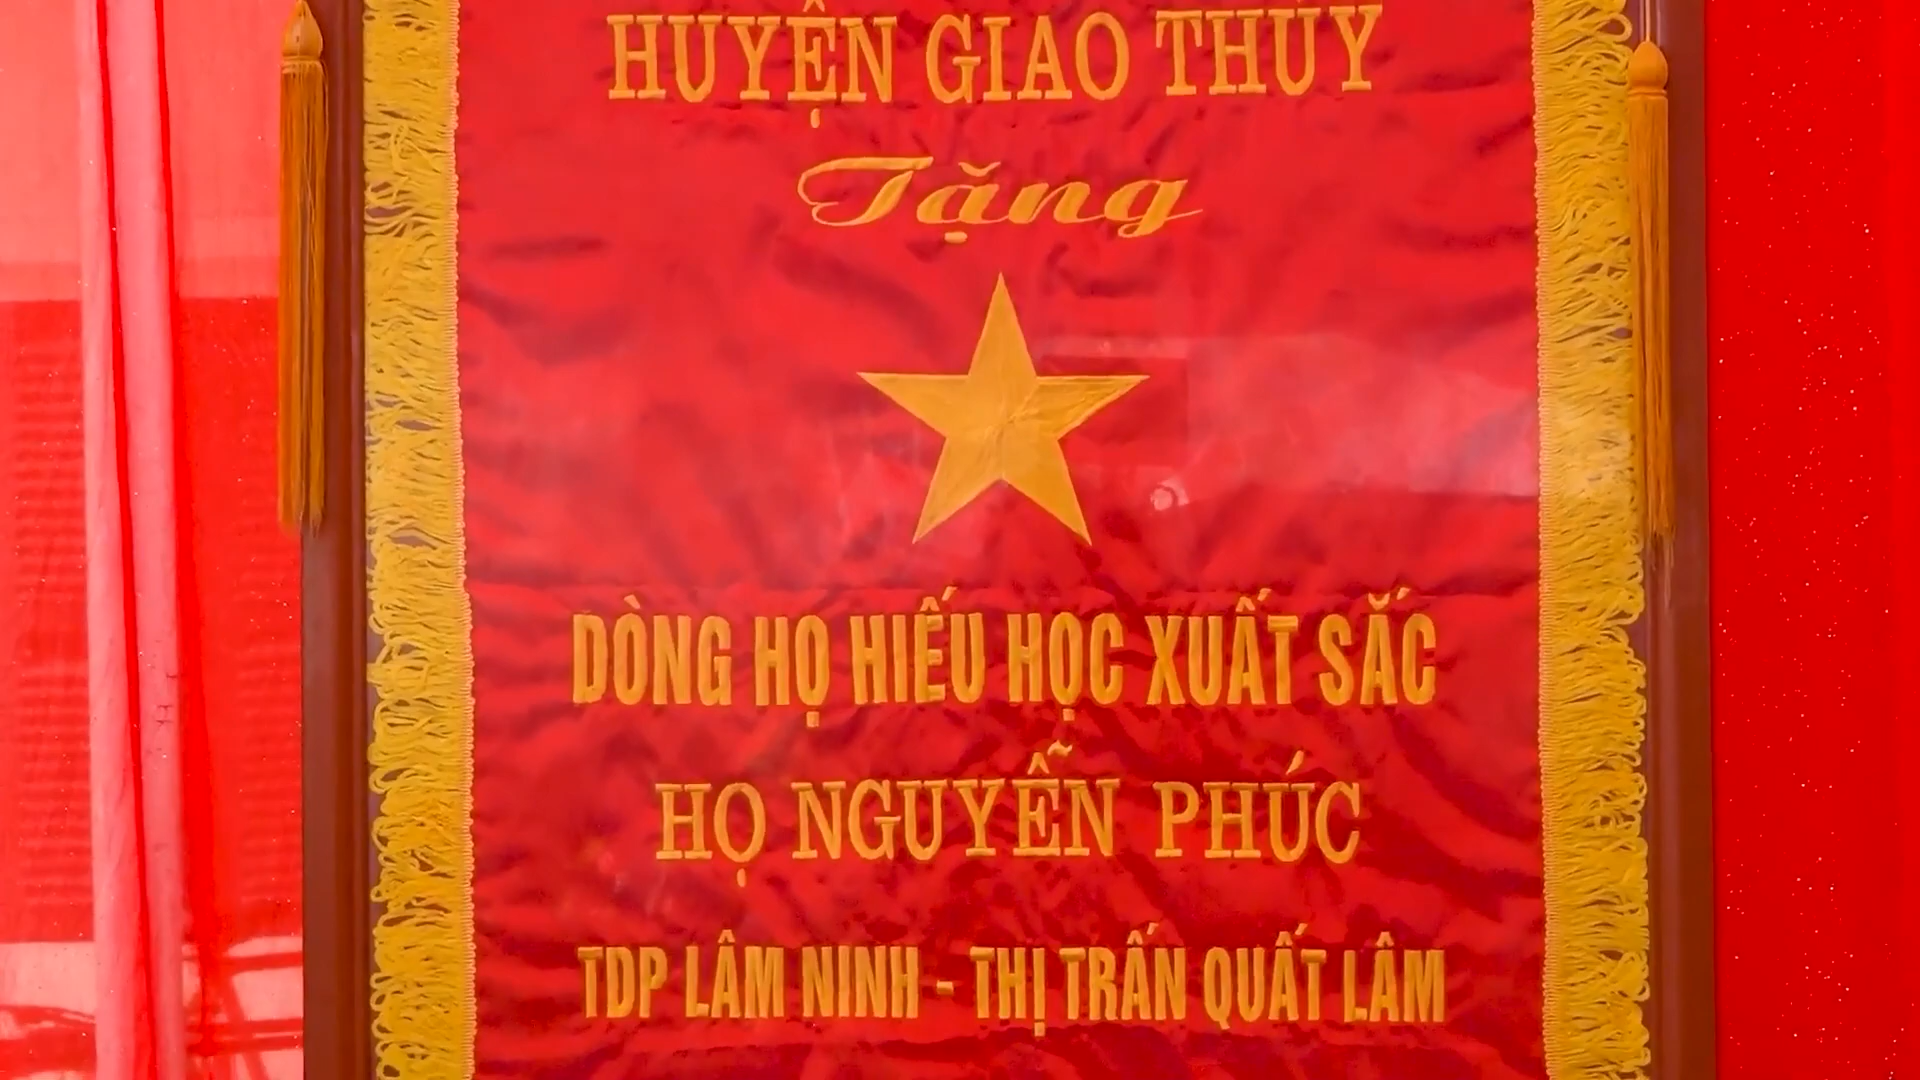 HUYỆN GIAO THỦY
Tặng
DÒNG HỌ HIẾU HỌC XUẤT SẮC
HỌ NGUYỄN PHÚC
TDP LÂM NINH - THỊ TRẤN QUẤT LÂM